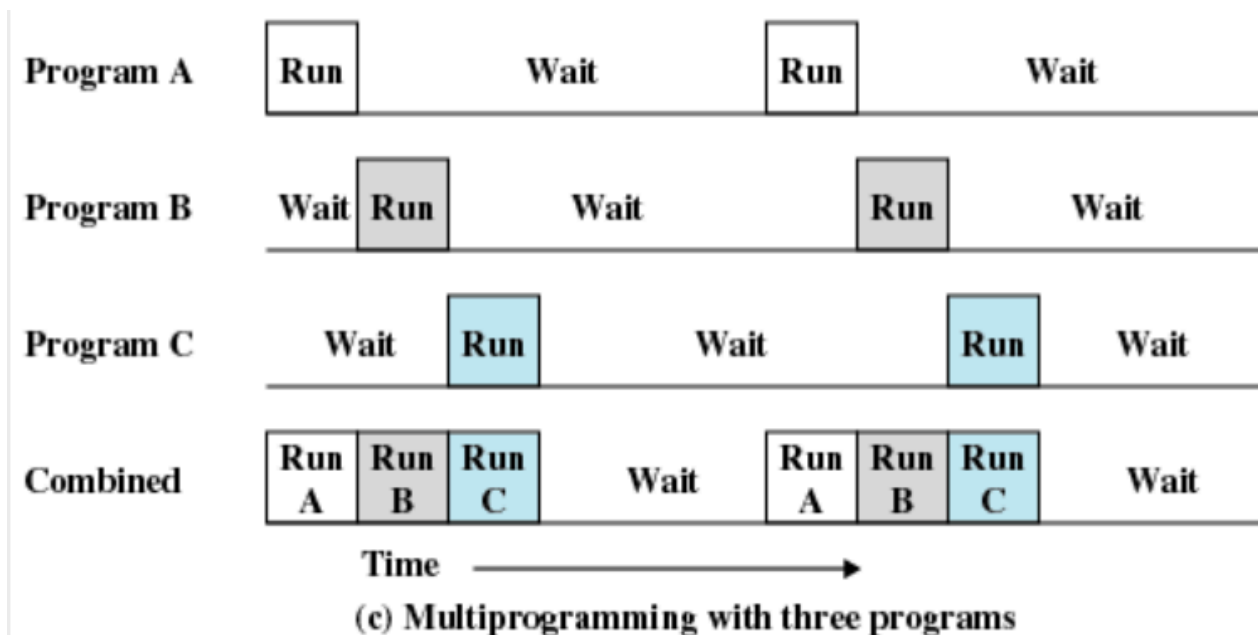 Program A Run Wait Run Wait
Program B Wait Run Wait Run Wait
Program C Wait Run Wait Run Wait
Run Run Run Run Run Run
Combined Wait Wait
A B C A B C
Time
(c) Multiprogramming with three programs